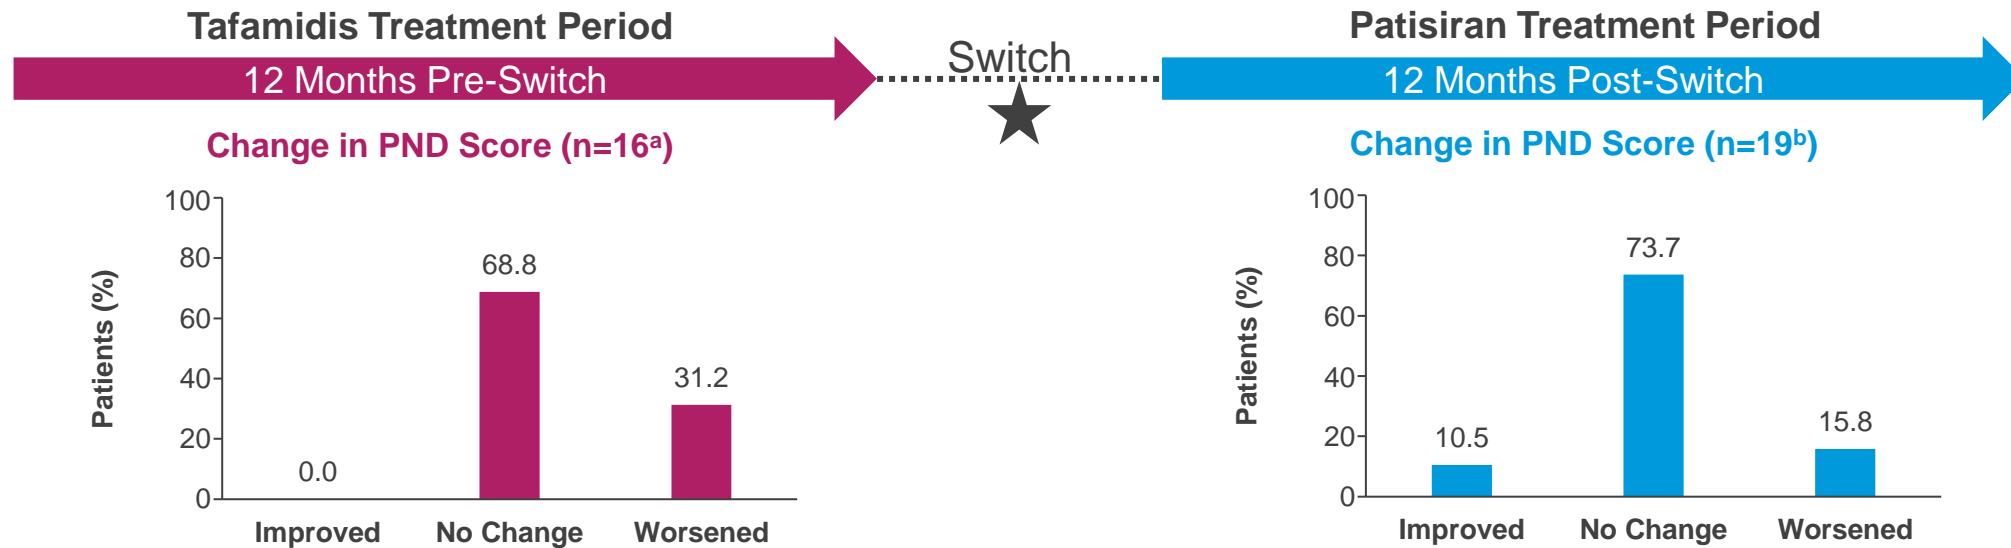 Tafamidis Treatment Period
12 Months Pre-Switch
Change in PND Score (n=16ᵃ)
Patients (%)
100
80
60
40
20
0
0.0
68.8
31.2
Improved
No Change
Worsened
Switch
Patisiran Treatment Period
12 Months Post-Switch
Change in PND Score (n=19ᵇ)
Patients (%)
100
80
60
40
20
0
10.5
73.7
15.8
Improved
No Change
Worsened